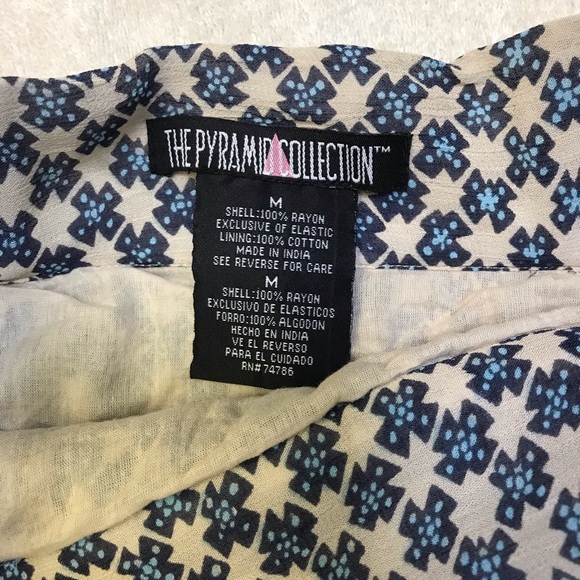 THE PYRAMID COLLECTION™
M
SHELL:100% RAYON
EXCLUSIVE OF ELASTIC
LINING:100% COTTON
MADE IN INDIA
SEE REVERSE FOR CARE
M
SHELL:100% RAYON
EXCLUSIVO DE ELASTICOS
FORRO:100% ALGODON
HECHO EN INDIA
VE EL REVERSO
PARA EL CUIDADO
RN# 74786